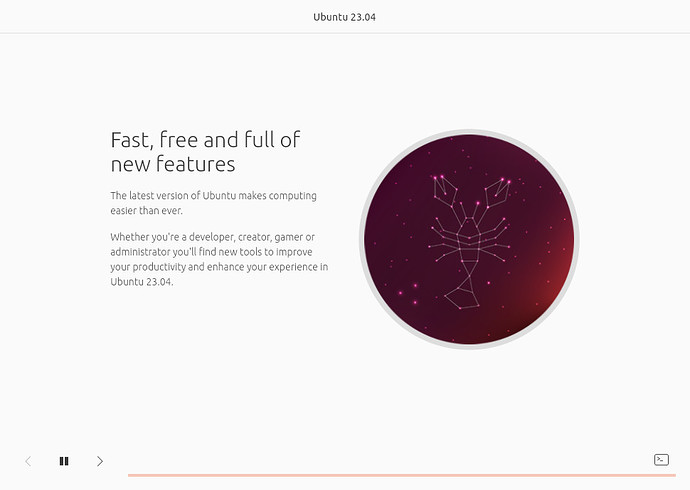 Ubuntu 23.04
Fast, free and full of
new features
The latest version of Ubuntu makes computing
easier than ever.
Whether you're a developer, creator, gamer or
administrator you'll find new tools to improve
your productivity and enhance your experience in
Ubuntu 23.04.